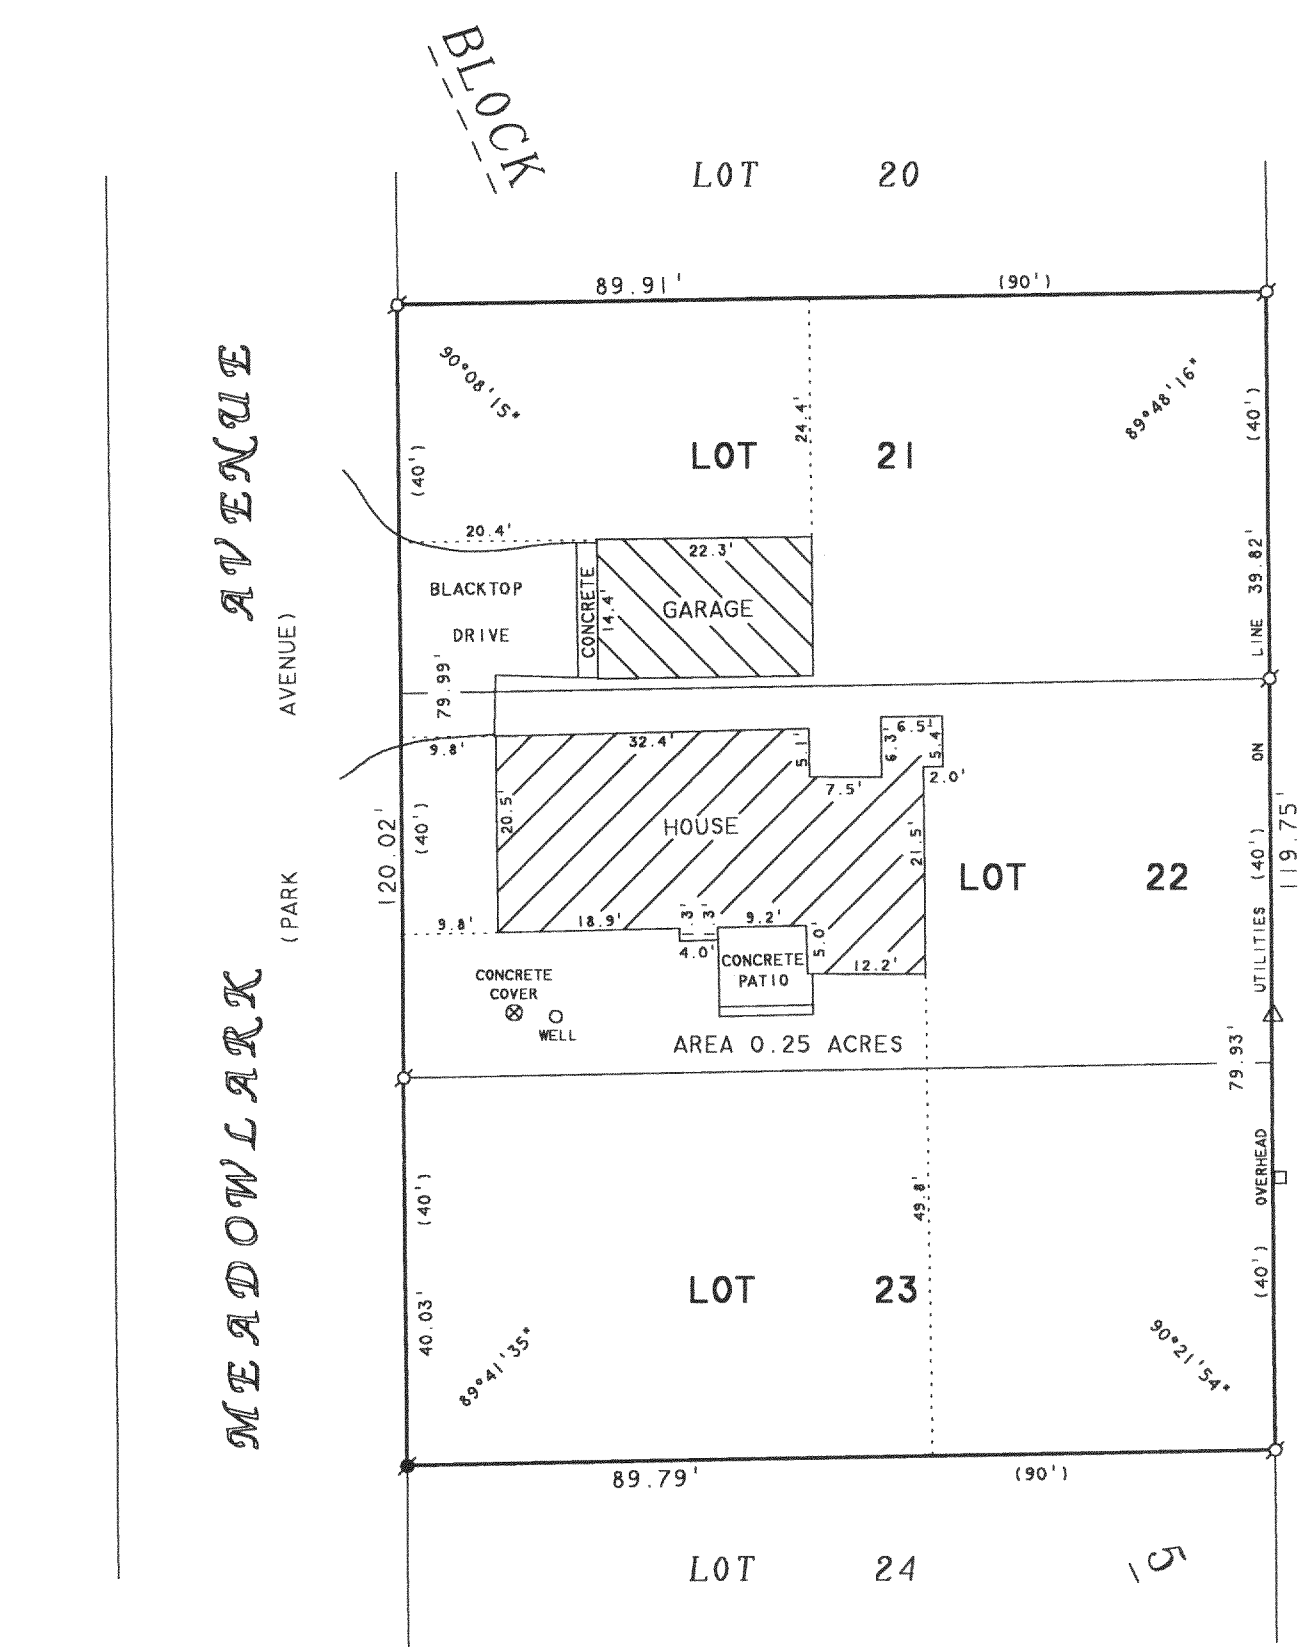 BLOCK
LOT 20
89.91' (90')
90°08'15"
89°48'16"
(40')
(40')
24.4'
LOT 21
20.4'
22.3'
BLACKTOP
DRIVE
CONCRETE
14.4'
GARAGE
39.82'
79.99'
MEADOWLARK AVENUE
(PARK AVENUE)
9.8'
32.4'
5.1'
7.5'
6.3'
6.5'
5.4'
2.0'
20.5'
HOUSE
21.5'
120.02'
(40')
LOT 22
(40')
119.75'
OVERHEAD UTILITIES ON LINE
9.8'
18.9'
1.3'
1.3'
4.0'
9.2'
5.0'
12.2'
CONCRETE
PATIO
CONCRETE
COVER
WELL
AREA 0.25 ACRES
79.93'
(40')
49.8'
(40')
LOT 23
40.03'
89°41'35"
90°21'54"
89.79' (90')
LOT 24
5